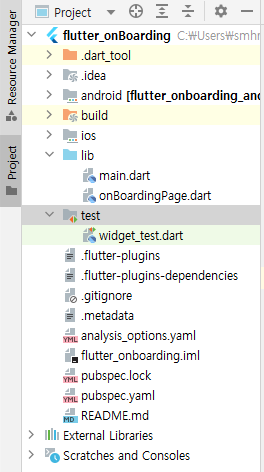 Project
Resource Manager
Project
flutter_onBoarding C:\Users\smhr
.dart_tool
.idea
android [flutter_onboarding_and
build
ios
lib
main.dart
onBoardingPage.dart
test
widget_test.dart
.flutter-plugins
.flutter-plugins-dependencies
.gitignore
.metadata
analysis_options.yaml
flutter_onboarding.iml
pubspec.lock
pubspec.yaml
README.md
External Libraries
Scratches and Consoles